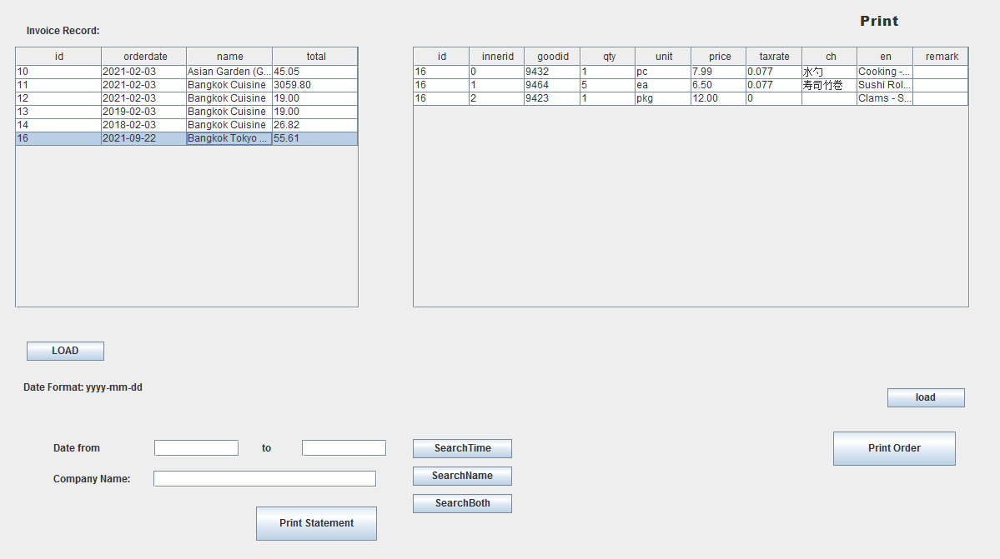 Print
Invoice Record:
id orderdate name total
10 2021-02-03 Asian Garden (G... 45.05
11 2021-02-03 Bangkok Cuisine 3059.80
12 2021-02-03 Bangkok Cuisine 19.00
13 2019-02-03 Bangkok Cuisine 19.00
14 2018-02-03 Bangkok Cuisine 26.82
16 2021-09-22 Bangkok Tokyo ... 55.61
id innerid goodid qty unit price taxrate ch en remark
16 0 9432 1 pc 7.99 0.077 水勺 Cooking -...
16 1 9464 5 ea 6.50 0.077 寿司竹卷 Sushi Rol...
16 2 9423 1 pkg 12.00 0 Clams - S...
LOAD
Date Format: yyyy-mm-dd
load
Date from to SearchTime Print Order
Company Name: SearchName
SearchBoth
Print Statement